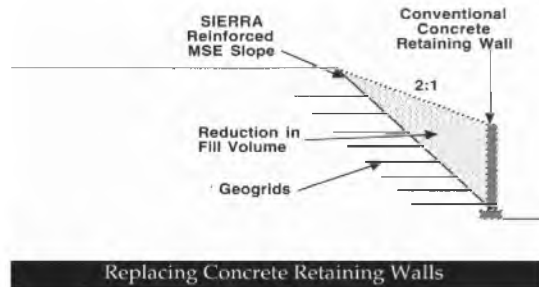 SIERRA
Reinforced
MSE Slope
Conventional
Concrete
Retaining Wall
2:1
Reduction in
Fill Volume
Geogrids
Replacing Concrete Retaining Walls